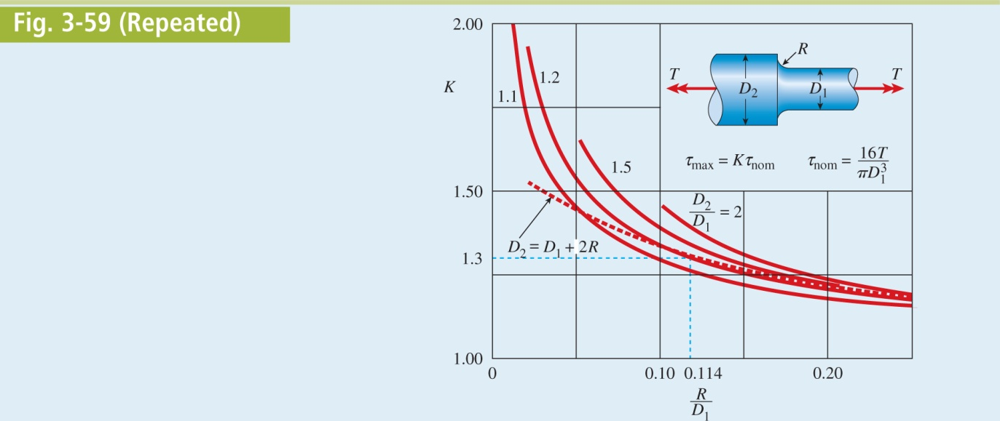 Fig. 3-59 (Repeated)
2.00
K
1.50
1.3
1.00
1.1
1.2
1.5
D₂/D₁ = 2
D₂ = D₁ + 2R
R
T
D₂
D₁
T
τmax = Kτnom
τnom = 16T/πD₁³
0
0.10
0.114
0.20
R/D₁